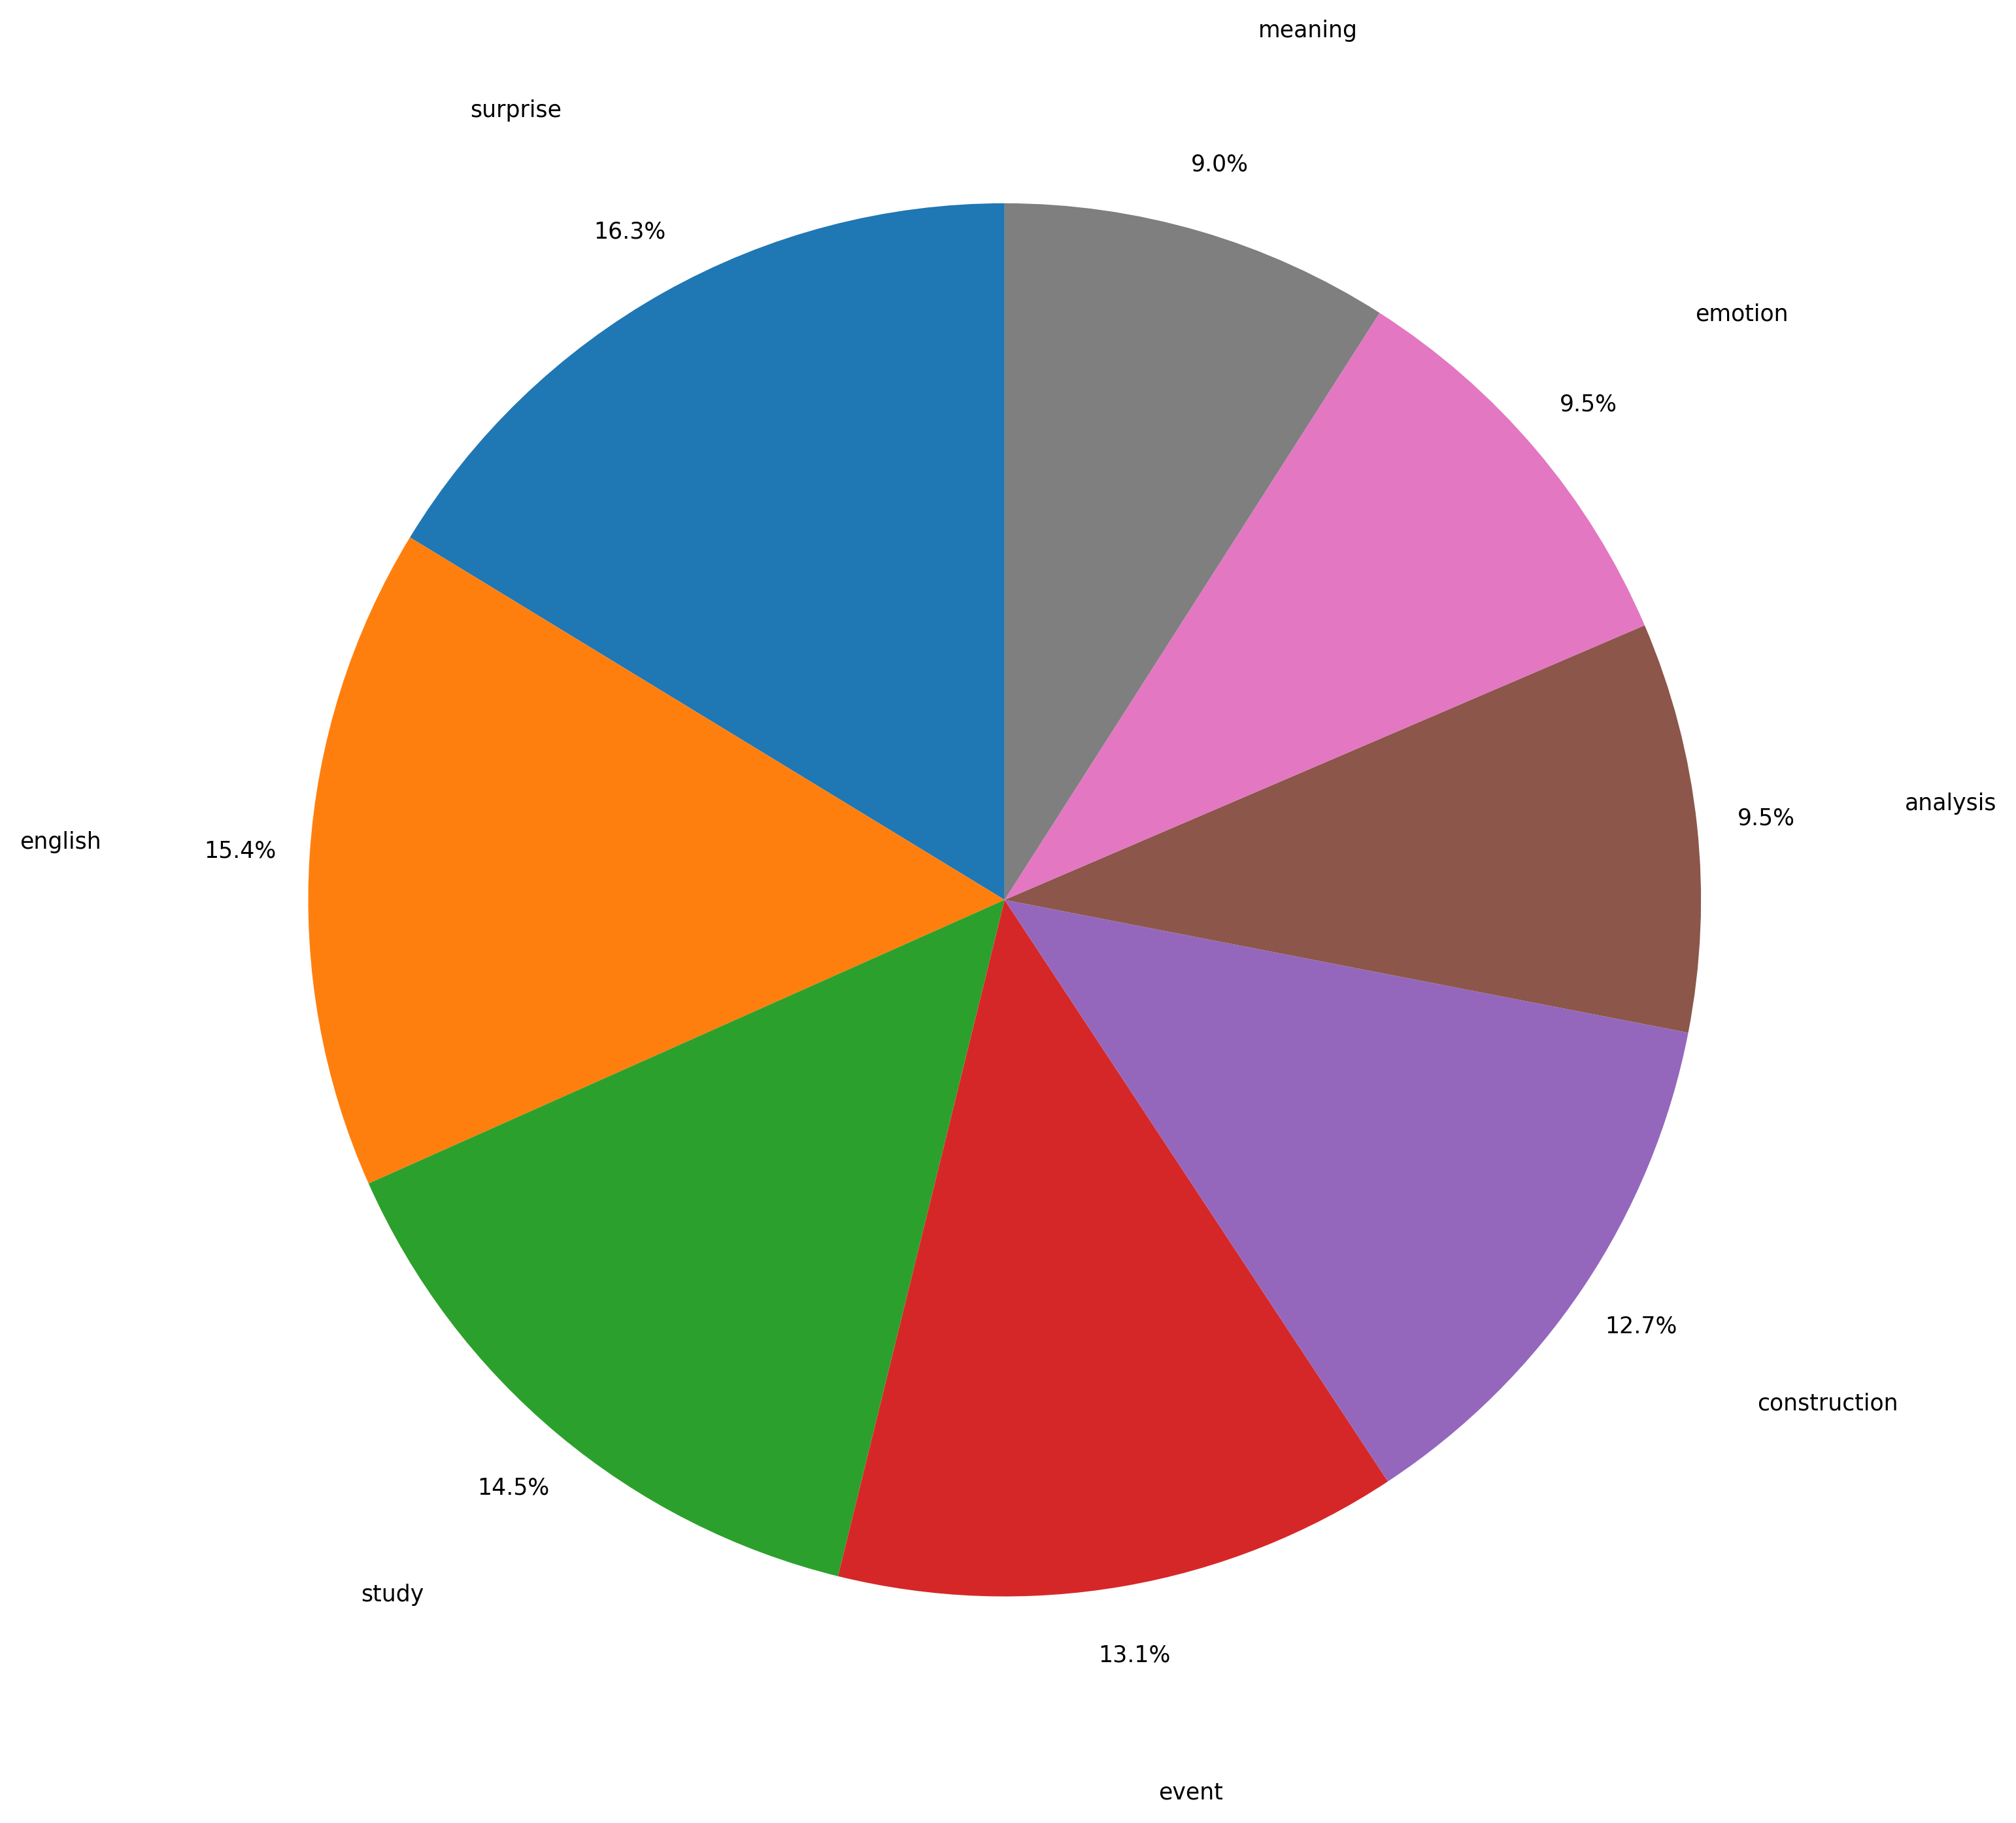 meaning
surprise
9.0%
16.3%
emotion
9.5%
analysis
9.5%
english
15.4%
12.7%
construction
14.5%
study
13.1%
event